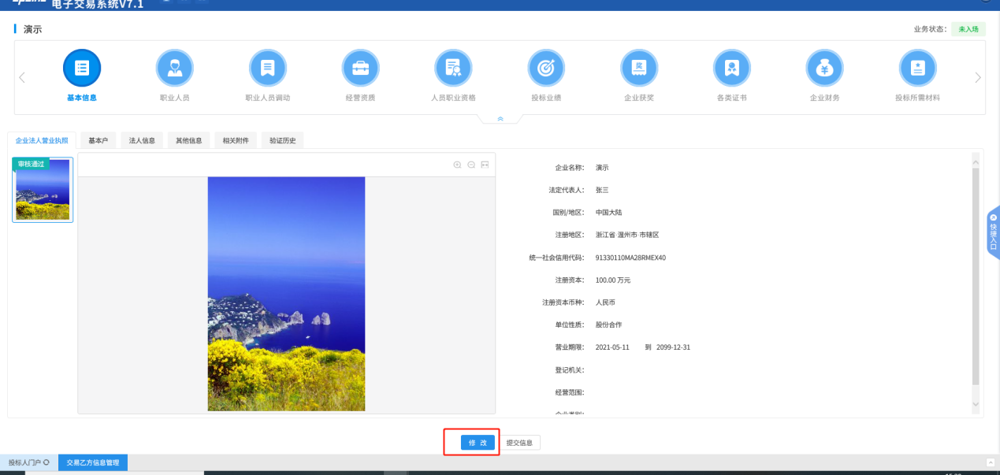 电子交易系统V7.1
演示
业务状态： 未入场
基本信息 职业人员 职业人员调动 经营资质 人员职业资格 投标业绩 企业获奖 各类证书 企业财务 投标所需材料
企业法人营业执照 基本户 法人信息 其他信息 相关附件 验证历史
审核通过
企业名称： 演示
法定代表人： 张三
国别/地区： 中国大陆
注册地区： 浙江省·温州市·市辖区
统一社会信用代码： 91330110MA28RMEX40
注册资本： 100.00 万元
注册资本币种： 人民币
单位性质： 股份合作
营业期限： 2021-05-11 到 2099-12-31
登记机关：
经营范围：
快捷入口
修 改 提交信息
投标人门户 交易乙方信息管理